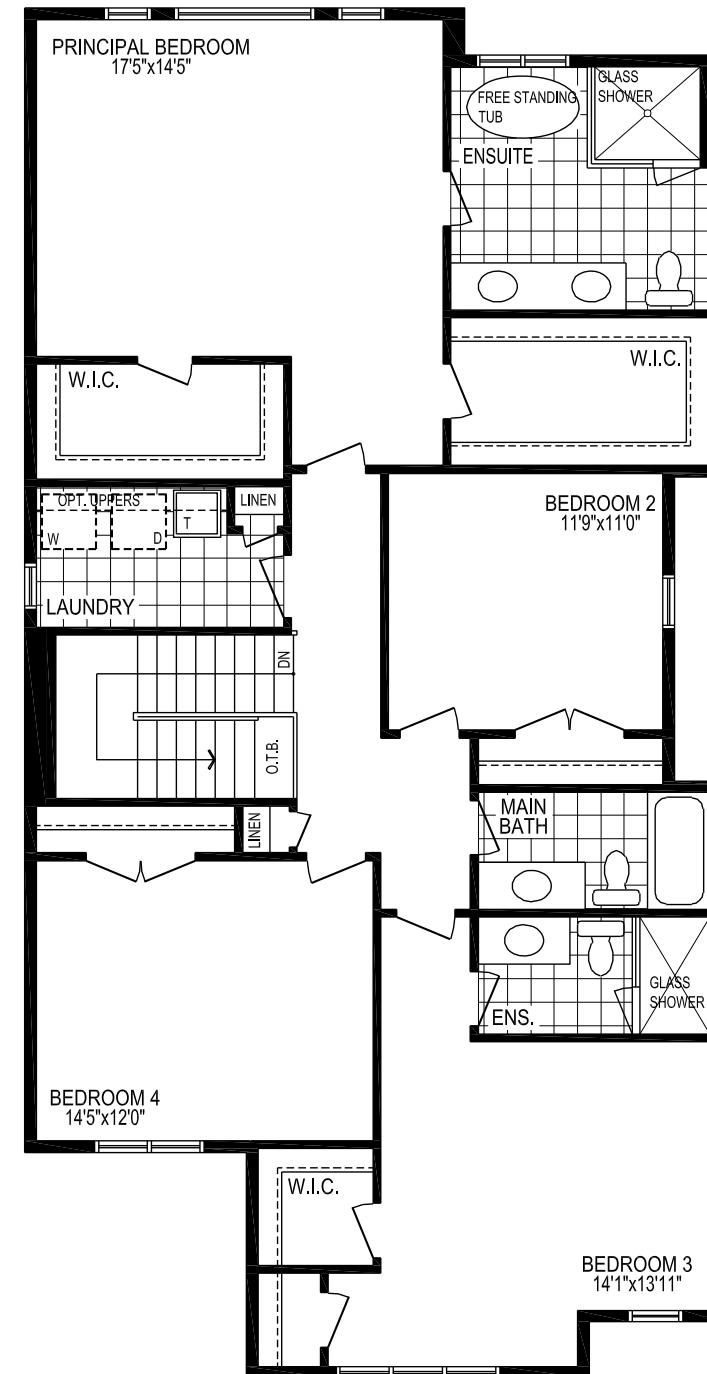 PRINCIPAL BEDROOM
17'5"x14'5"
GLASS
SHOWER
FREE STANDING
TUB
ENSUITE
W.I.C.
W.I.C.
OPT. UPPERS
W
D
T
LINEN
LAUNDRY
BEDROOM 2
11'9"x11'0"
DN
O.T.B.
LINEN
MAIN
BATH
GLASS
SHOWER
ENS.
BEDROOM 4
14'5"x12'0"
W.I.C.
BEDROOM 3
14'1"x13'11"